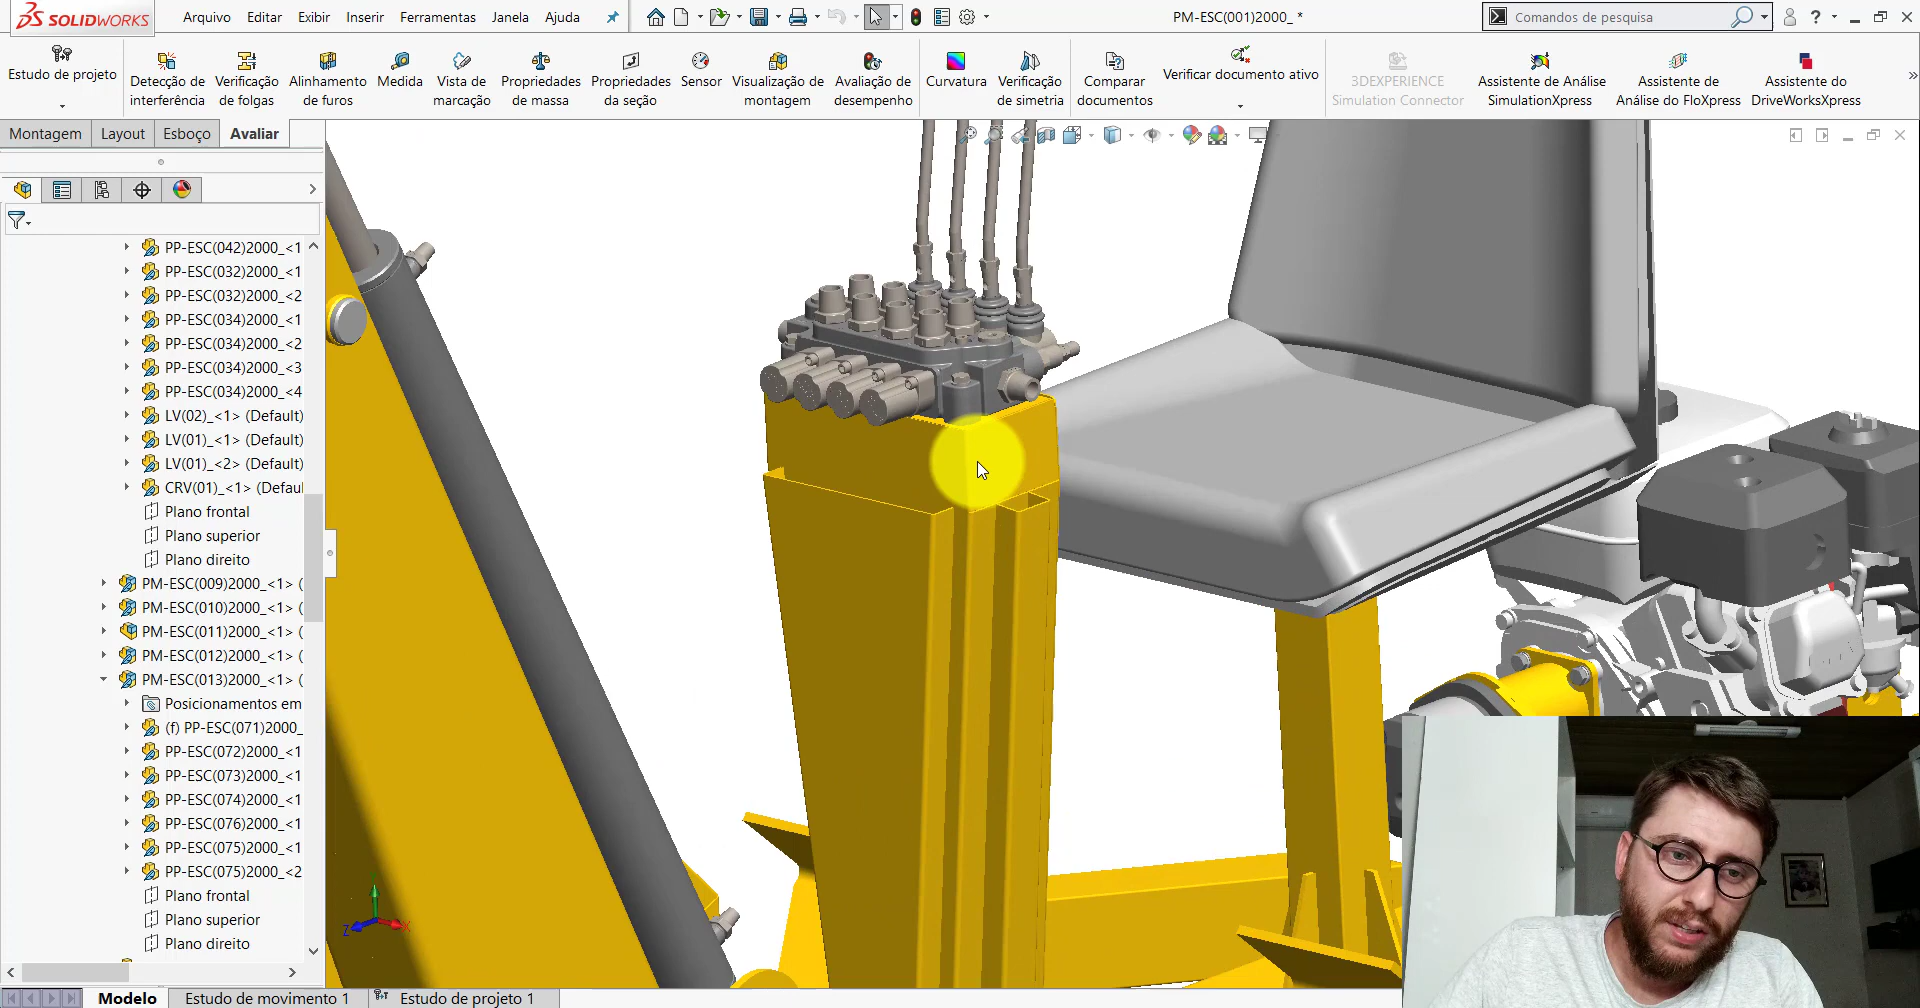 SOLIDWORKS
Arquivo Editar Exibir Inserir Ferramentas Janela Ajuda
PM-ESC(001)2000_ *
Comandos de pesquisa
Estudo de projeto
Detecção de interferência
Verificação de folgas
Alinhamento de furos
Medida
Vista de marcação
Propriedades de massa
Propriedades da seção
Sensor
Visualização de montagem
Avaliação de desempenho
Curvatura
Verificação de simetria
Comparar documentos
Verificar documento ativo
3DEXPERIENCE Simulation Connector
Assistente de Análise SimulationXpress
Assistente de Análise do FloXpress
Assistente do DriveWorksXpress
Montagem Layout Esboço Avaliar
PP-ESC(042)2000_<1
PP-ESC(032)2000_<1
PP-ESC(032)2000_<2
PP-ESC(034)2000_<1
PP-ESC(034)2000_<2
PP-ESC(034)2000_<3
PP-ESC(034)2000_<4
LV(02)_<1> (Default)
LV(01)_<1> (Default)
LV(01)_<2> (Default)
CRV(01)_<1> (Defau
Plano frontal
Plano superior
Plano direito
PM-ESC(009)2000_<1> (
PM-ESC(010)2000_<1> (
PM-ESC(011)2000_<1> (
PM-ESC(012)2000_<1> (
PM-ESC(013)2000_<1> (
Posicionamentos em
(f) PP-ESC(071)2000_
PP-ESC(072)2000_<1
PP-ESC(073)2000_<1
PP-ESC(074)2000_<1
PP-ESC(076)2000_<1
PP-ESC(075)2000_<1
PP-ESC(075)2000_<2
Plano frontal
Plano superior
Plano direito
Z X
Modelo Estudo de movimento 1 Estudo de projeto 1